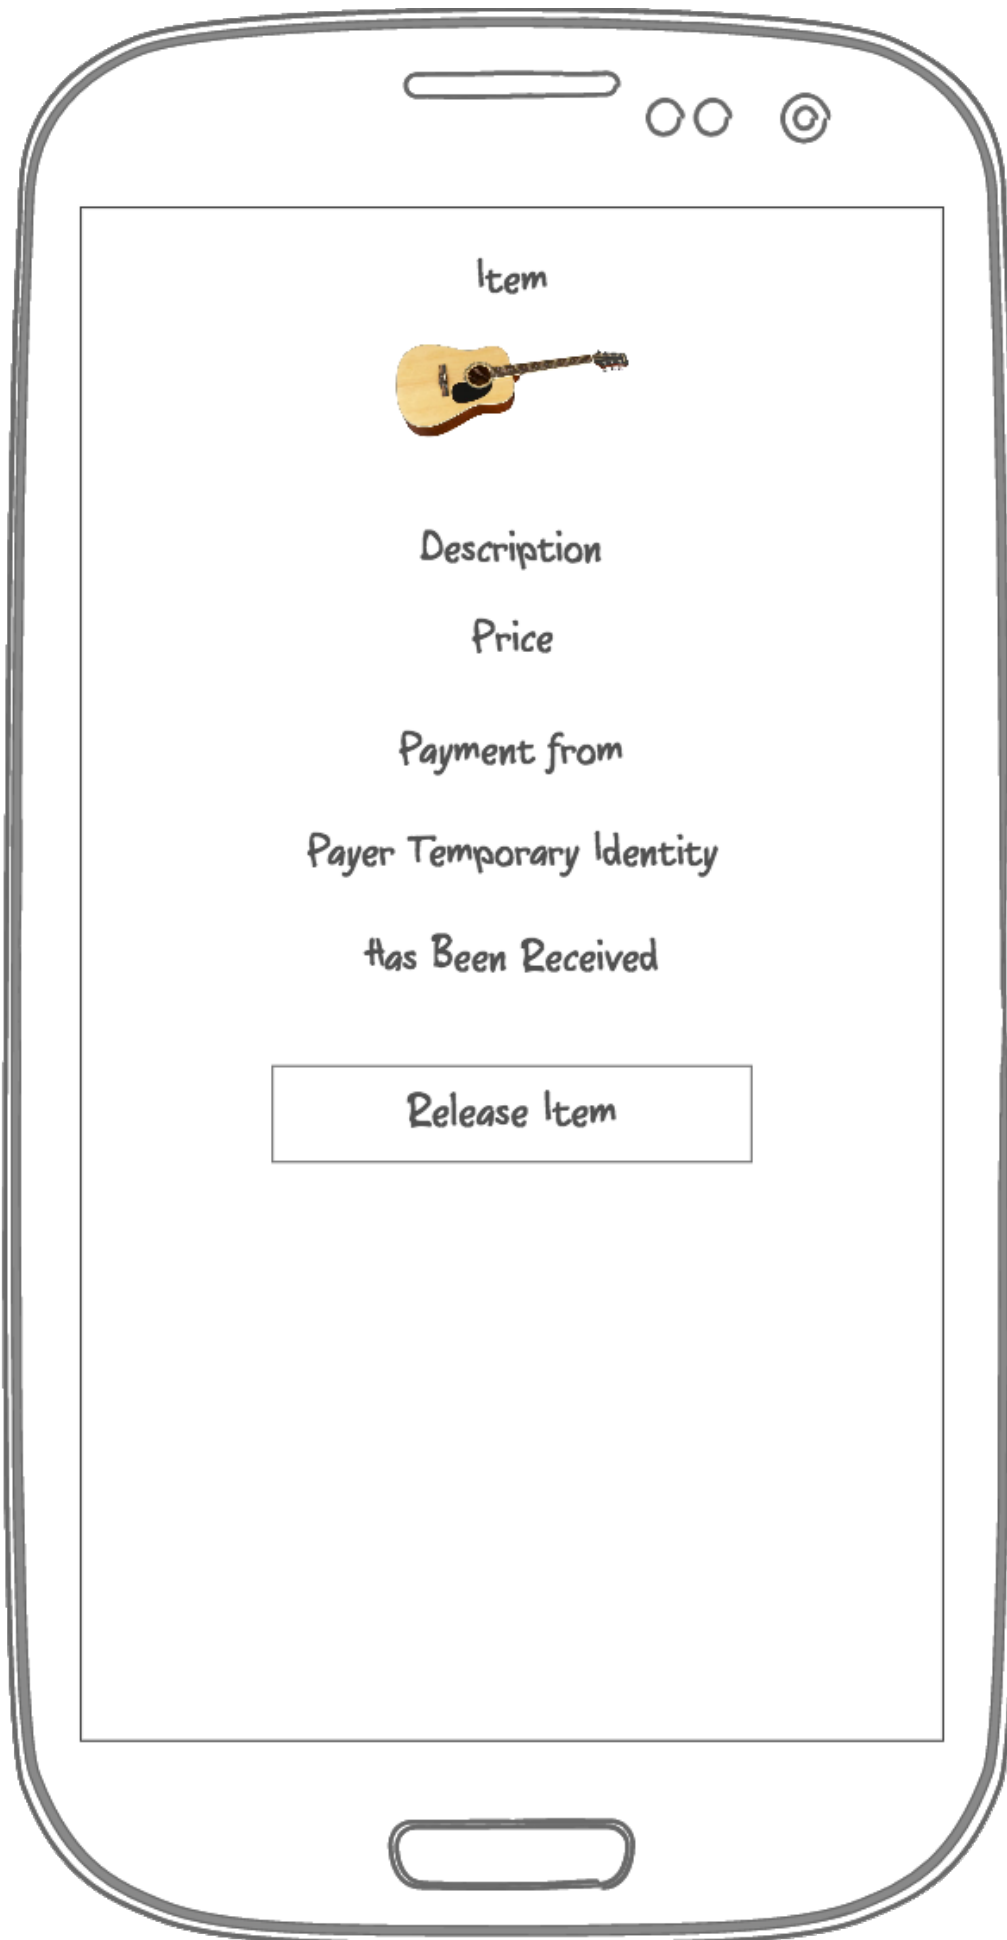 Item
Description
Price
Payment from
Payer Temporary Identity
Has Been Received
Release Item